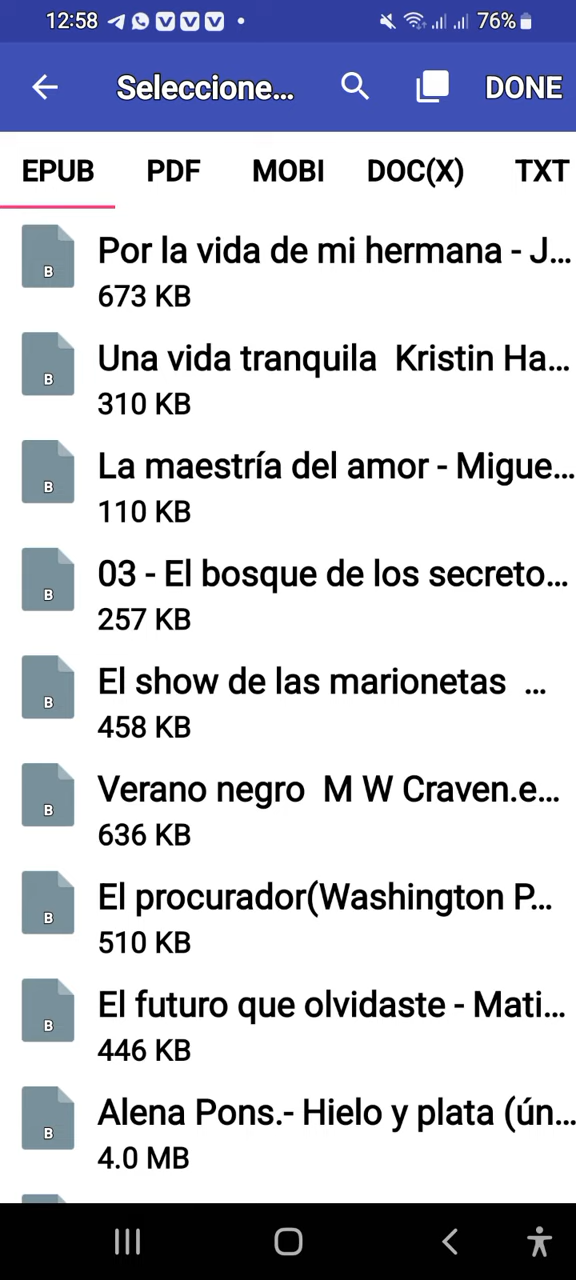 12:58 76%
Seleccione... DONE
EPUB PDF MOBI DOC(X) TXT
Por la vida de mi hermana - J...
B
673 KB
Una vida tranquila  Kristin Ha...
B
310 KB
La maestría del amor - Migue...
B
110 KB
03 - El bosque de los secreto...
B
257 KB
El show de las marionetas  ...
B
458 KB
Verano negro  M W Craven.e...
B
636 KB
El procurador(Washington P...
B
510 KB
El futuro que olvidaste - Mati...
B
446 KB
Alena Pons.- Hielo y plata (ún...
B
4.0 MB